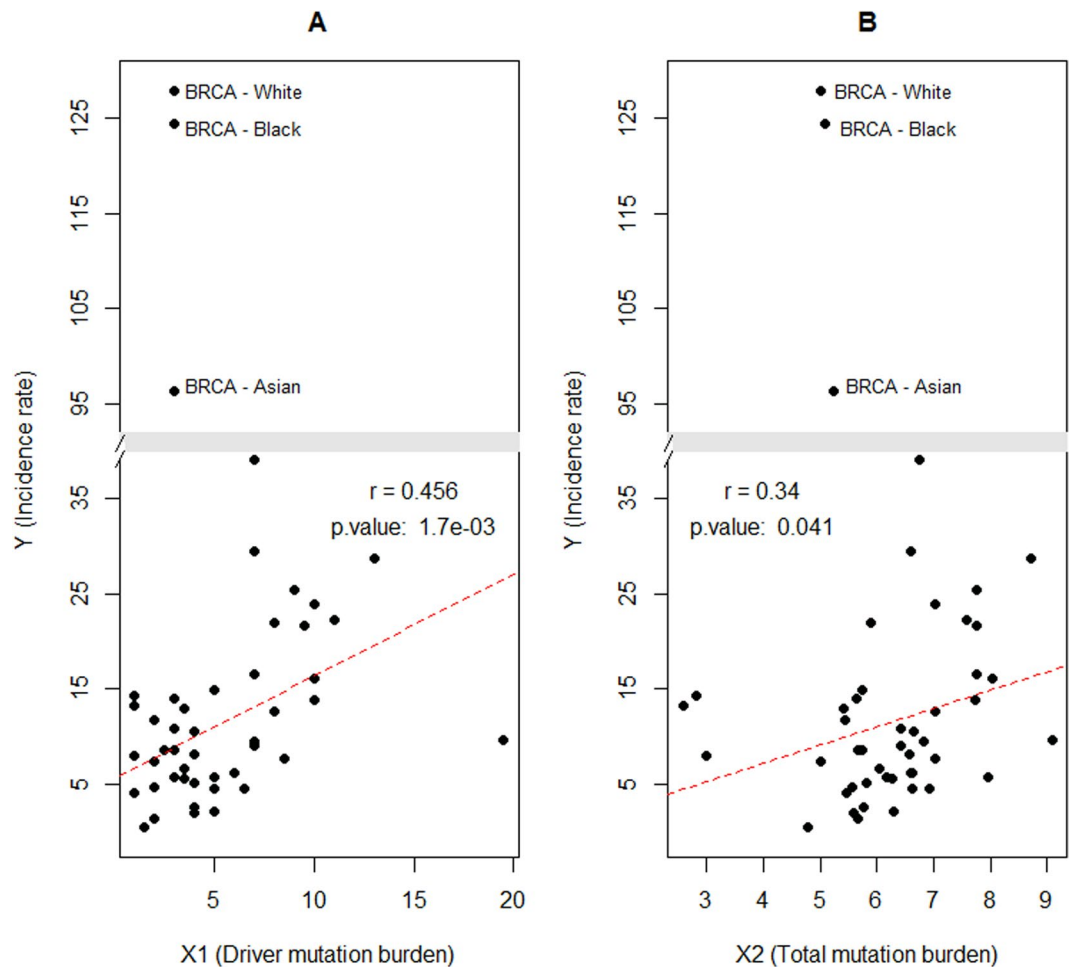 A
BRCA - White
BRCA - Black
BRCA - Asian
r = 0.456
p.value: 1.7e-03
125
115
105
95
35
25
15
5
Y (Incidence rate)
5
10
15
20
X1 (Driver mutation burden)
B
BRCA - White
BRCA - Black
BRCA - Asian
r = 0.34
p.value: 0.041
125
115
105
95
35
25
15
5
Y (Incidence rate)
3
4
5
6
7
8
9
X2 (Total mutation burden)